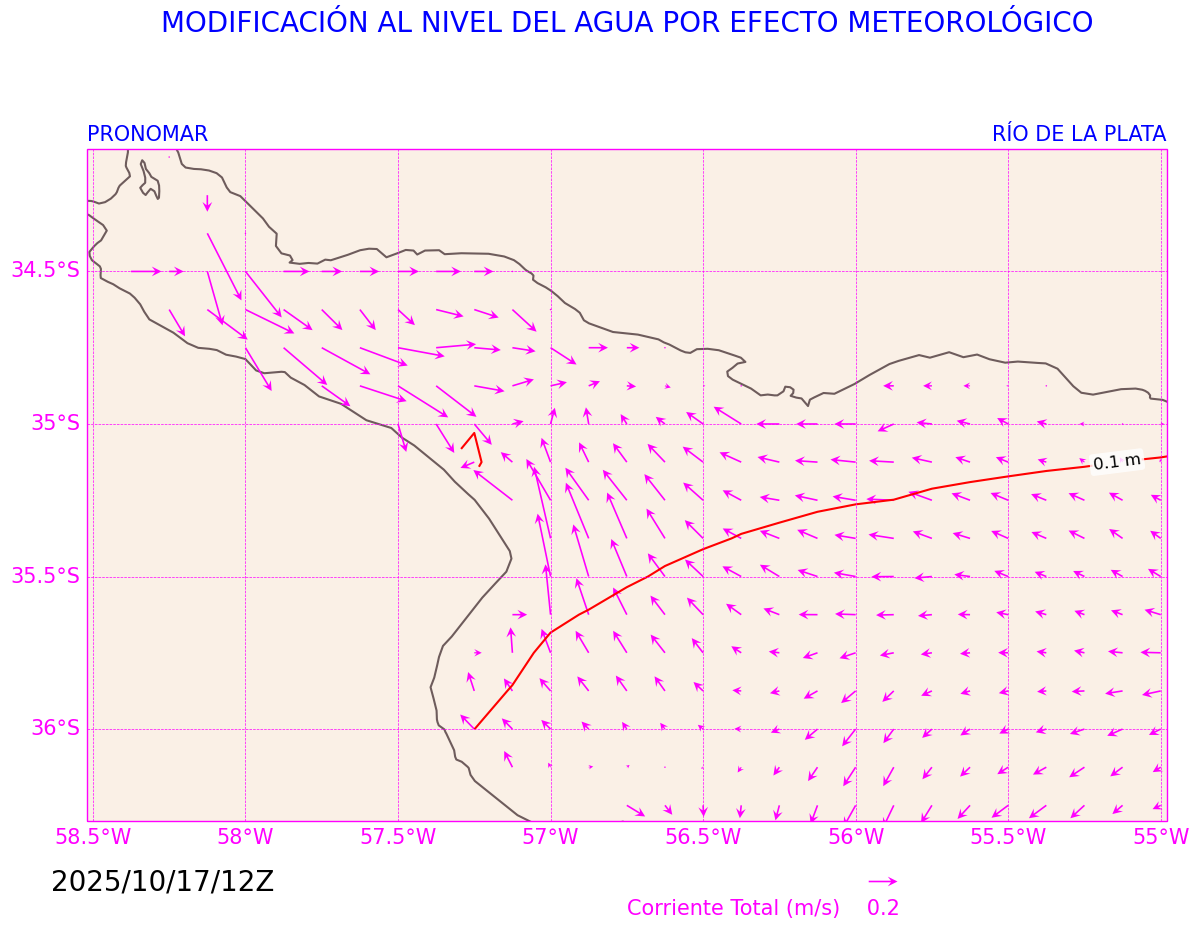 MODIFICACIÓN AL NIVEL DEL AGUA POR EFECTO METEOROLÓGICO
PRONOMAR
RÍO DE LA PLATA
34.5°S
35°S
0.1 m
35.5°S
36°S
58.5°W 58°W 57.5°W 57°W 56.5°W 56°W 55.5°W 55°W
2025/10/17/12Z
Corriente Total (m/s) 0.2